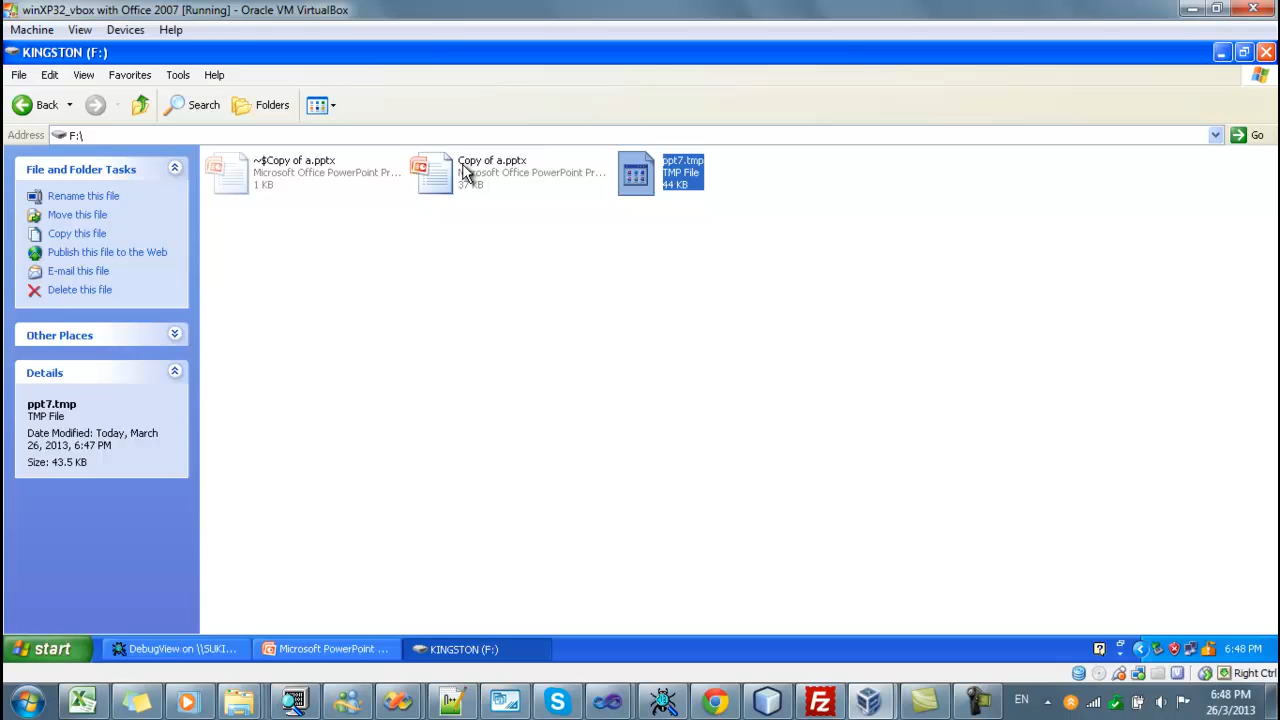 winXP32_vbox with Office 2007 [Running] - Oracle VM VirtualBox
Machine View Devices Help
KINGSTON (F:)
File Edit View Favorites Tools Help
Back Search Folders
Address F:\ Go
File and Folder Tasks
Rename this file
Move this file
Copy this file
Publish this file to the Web
E-mail this file
Delete this file
Other Places
Details
ppt7.tmp
TMP File
Date Modified: Today, March
26, 2013, 6:47 PM
Size: 43.5 KB
~$Copy of a.pptx
Microsoft Office PowerPoint Pr...
1 KB
Copy of a.pptx
Microsoft Office PowerPoint Pr...
KB
ppt7.tmp
TMP File
44 KB
start DebugView on \\SUKI... Microsoft PowerPoint ... KINGSTON (F:) 6:48 PM
Right Ctrl
EN 6:48 PM
26/3/2013